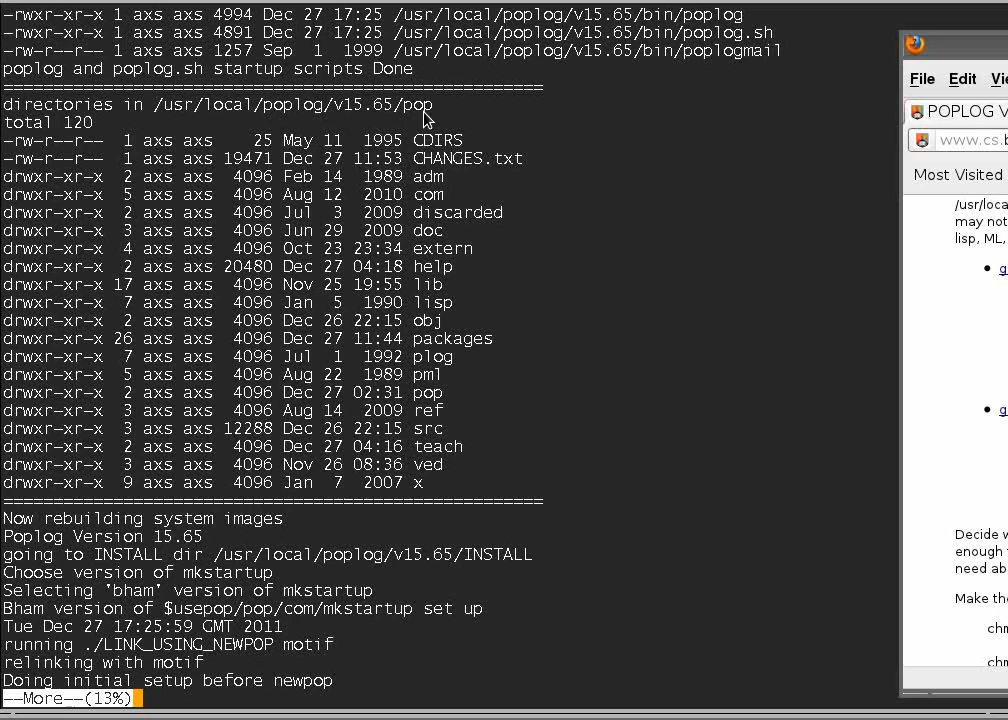 -rwxr-xr-x 1 axs axs 4994 Dec 27 17:25 /usr/local/poplog/v15.65/bin/poplog
-rwxr-xr-x 1 axs axs 4891 Dec 27 17:25 /usr/local/poplog/v15.65/bin/poplog.sh
-rw-r--r-- 1 axs axs 1257 Sep  1  1999 /usr/local/poplog/v15.65/bin/poplogmail
poplog and poplog.sh startup scripts Done
======================================================
directories in /usr/local/poplog/v15.65/pop
total 120
-rw-r--r--  1 axs axs    25 May 11  1995 CDIRS
-rw-r--r--  1 axs axs 19471 Dec 27 11:53 CHANGES.txt
drwxr-xr-x  2 axs axs  4096 Feb 14  1989 adm
drwxr-xr-x  5 axs axs  4096 Aug 12  2010 com
drwxr-xr-x  2 axs axs  4096 Jul  3  2009 discarded
drwxr-xr-x  3 axs axs  4096 Jun 29  2009 doc
drwxr-xr-x  4 axs axs  4096 Oct 23 23:34 extern
drwxr-xr-x  2 axs axs 20480 Dec 27 04:18 help
drwxr-xr-x 17 axs axs  4096 Nov 25 19:55 lib
drwxr-xr-x  7 axs axs  4096 Jan  5  1990 lisp
drwxr-xr-x  2 axs axs  4096 Dec 26 22:15 obj
drwxr-xr-x 26 axs axs  4096 Dec 27 11:44 packages
drwxr-xr-x  7 axs axs  4096 Jul  1  1992 plog
drwxr-xr-x  5 axs axs  4096 Aug 22  1989 pml
drwxr-xr-x  2 axs axs  4096 Dec 27 02:31 pop
drwxr-xr-x  3 axs axs  4096 Aug 14  2009 ref
drwxr-xr-x  3 axs axs 12288 Dec 26 22:15 src
drwxr-xr-x  2 axs axs  4096 Dec 27 04:16 teach
drwxr-xr-x  3 axs axs  4096 Nov 26 08:36 ved
drwxr-xr-x  9 axs axs  4096 Jan  7  2007 x
======================================================
Now rebuilding system images
Poplog Version 15.65
going to INSTALL dir /usr/local/poplog/v15.65/INSTALL
Choose version of mkstartup
Selecting 'bham' version of mkstartup
Bham version of $usepop/pop/com/mkstartup set up
Tue Dec 27 17:25:59 GMT 2011
running ./LINK_USING_NEWPOP motif
relinking with motif
Doing initial setup before newpop
--More--(13%)
File Edit Vi
POPLOG V
www.cs.
Most Visited
/usr/loca
may not
lisp, ML,
g
g
Decide w
enough
need ab
Make the
chm
chm